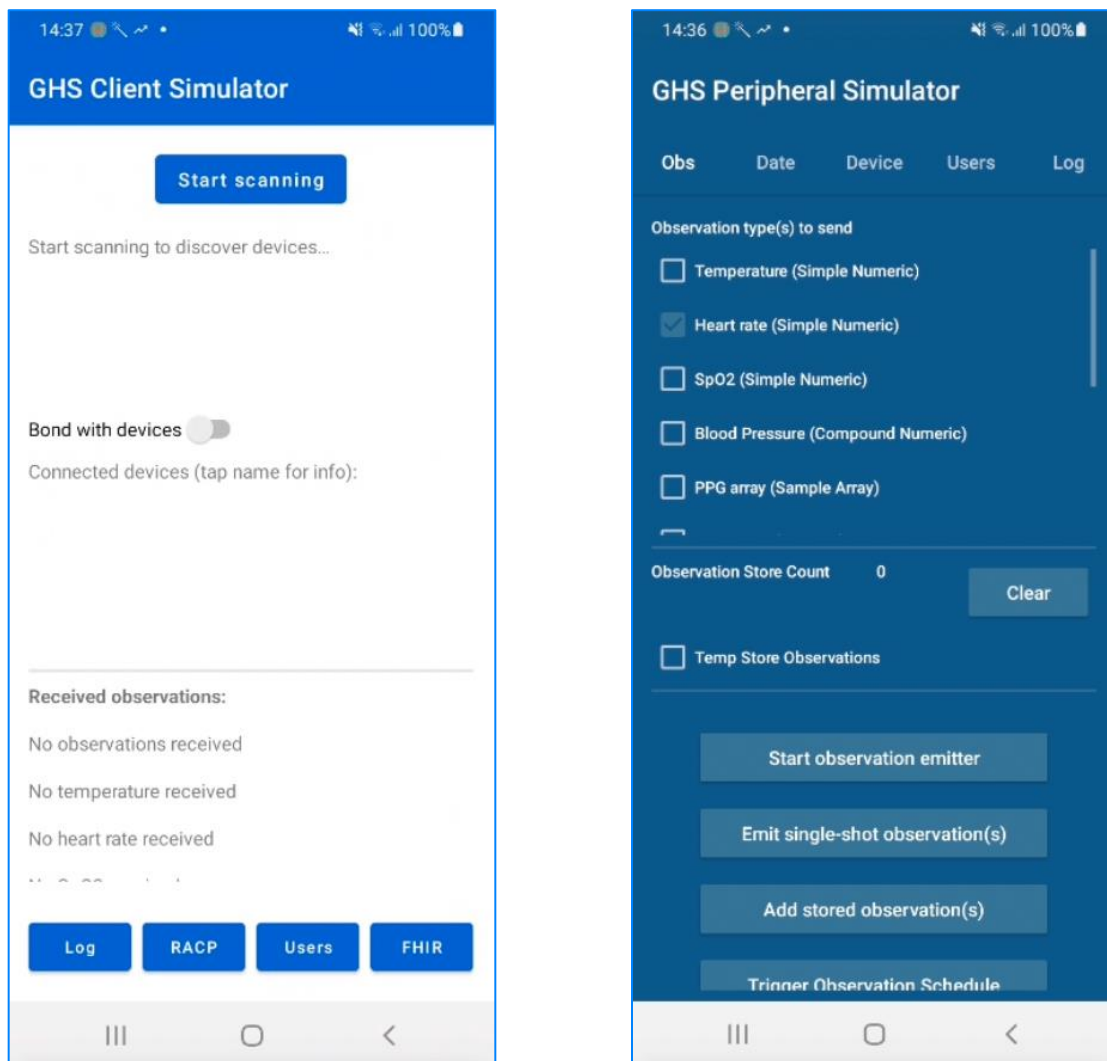 14:37
100%
GHS Client Simulator
Start scanning
Start scanning to discover devices...
Bond with devices
Connected devices (tap name for info):
Received observations:
No observations received
No temperature received
No heart rate received
Log
RACP
Users
FHIR
14:36
100%
GHS Peripheral Simulator
Obs
Date
Device
Users
Log
Observation type(s) to send
Temperature (Simple Numeric)
Heart rate (Simple Numeric)
SpO2 (Simple Numeric)
Blood Pressure (Compound Numeric)
PPG array (Sample Array)
Observation Store Count 0
Clear
Temp Store Observations
Start observation emitter
Emit single-shot observation(s)
Add stored observation(s)
Trigger Observation Schedule